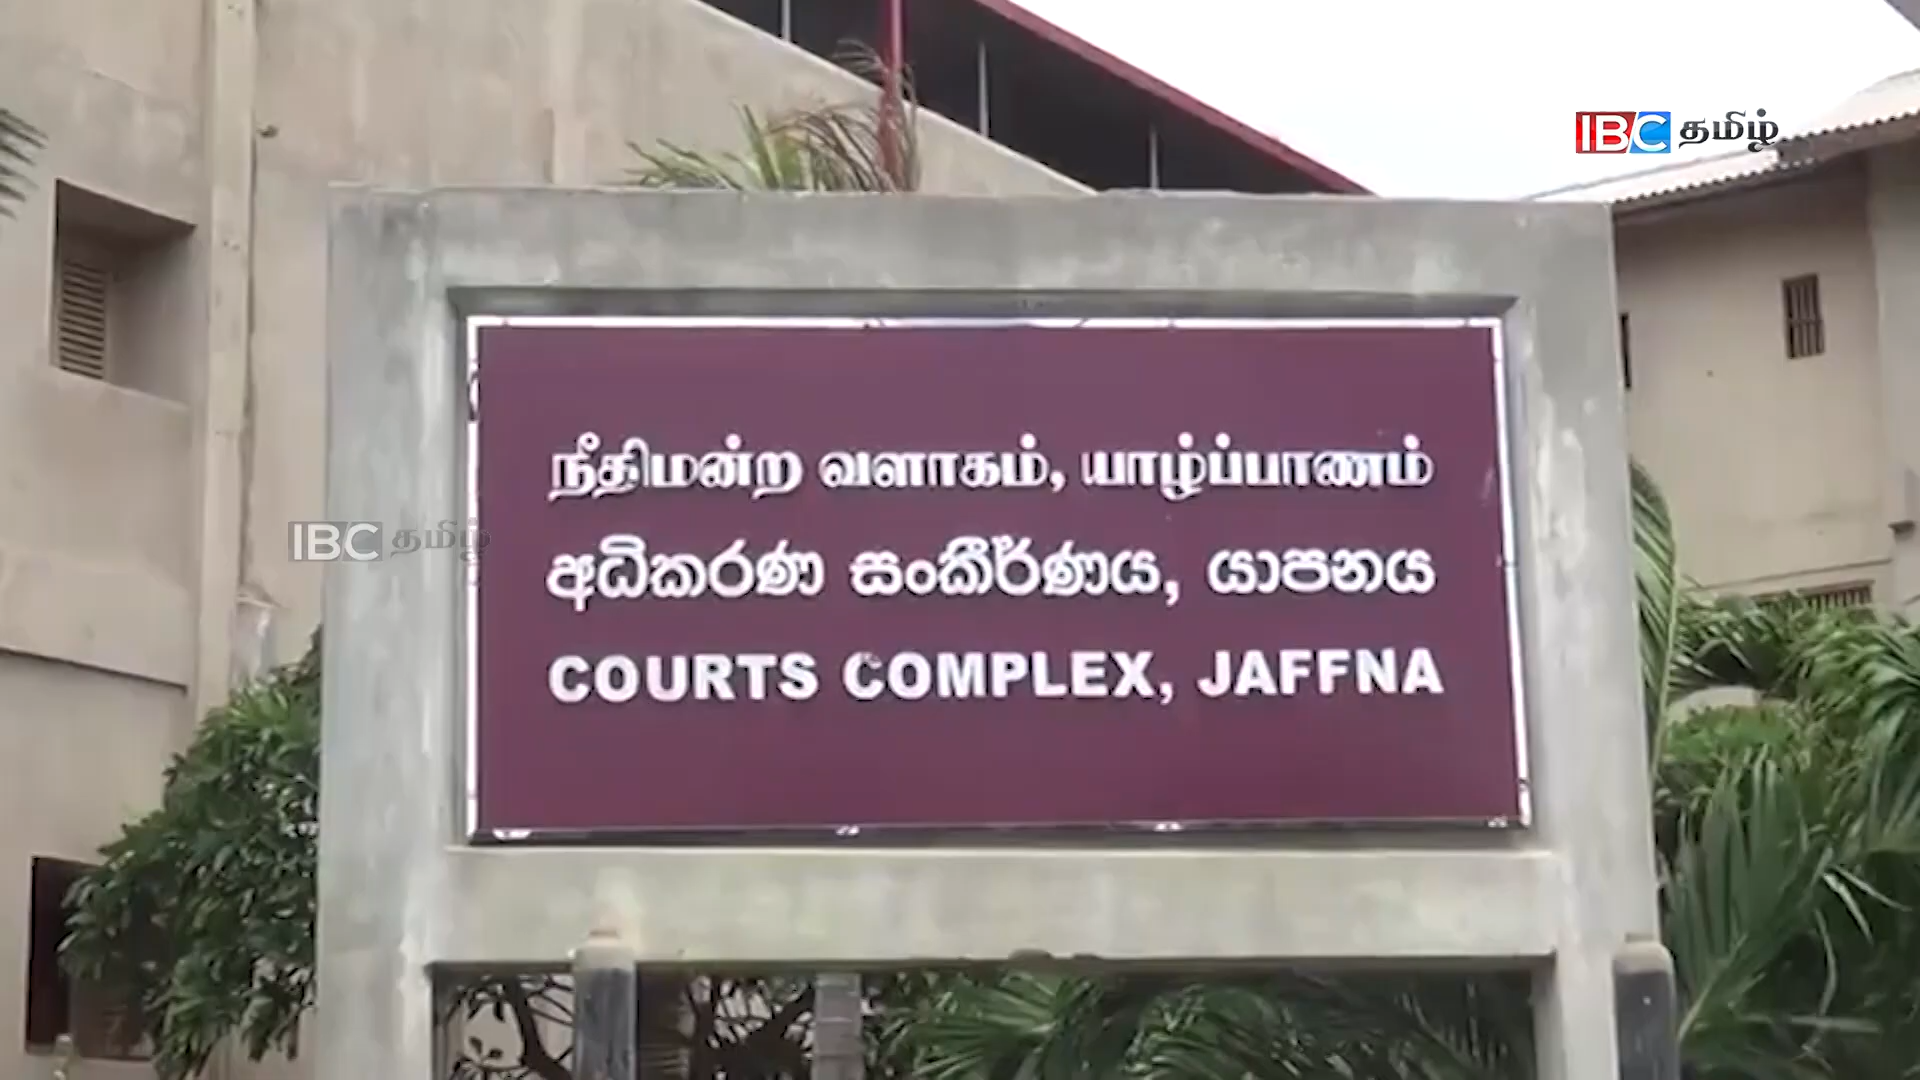 IBC தமிழ்
நீதிமன்ற வளாகம், யாழ்ப்பாணம்
IBC தமிழ்
අධිකරණ සංකීර්ණය, යාපනය
COURTS COMPLEX, JAFFNA